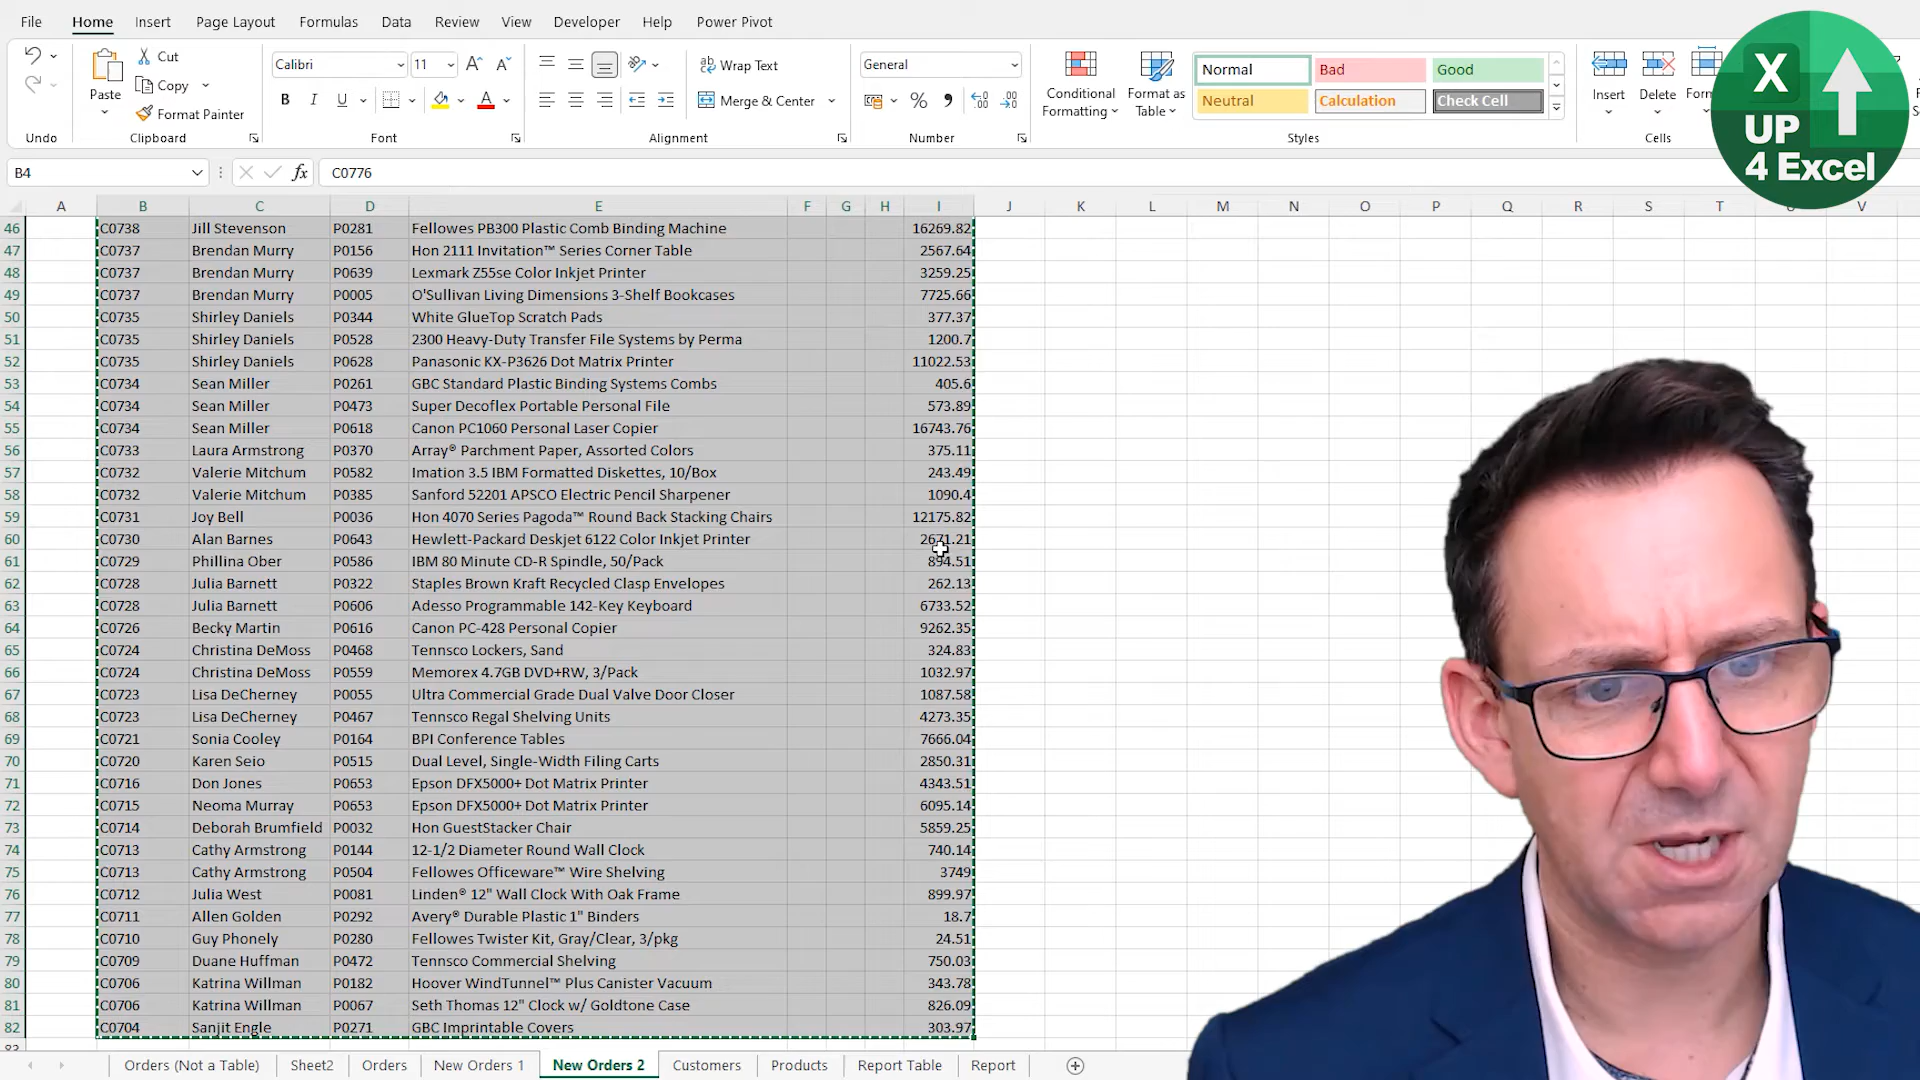 File Home Insert Page Layout Formulas Data Review View Developer Help Power Pivot
Paste Cut Copy Format Painter
Calibri 11 General
B I U
Wrap Text Merge & Center
Conditional Formatting Format as Table
Normal Bad Good
Neutral Calculation Check Cell
Insert Delete
Undo Clipboard Font Alignment Number Styles Cells
X UP 4 Excel
B4 fx C0776
A B C D E F G H I J K L M N O P Q R S T V
46 C0738 Jill Stevenson P0281 Fellowes PB300 Plastic Comb Binding Machine 16269.82
47 C0737 Brendan Murry P0156 Hon 2111 Invitation™ Series Corner Table 2567.64
48 C0737 Brendan Murry P0639 Lexmark Z55se Color Inkjet Printer 3259.25
49 C0737 Brendan Murry P0005 O'Sullivan Living Dimensions 3-Shelf Bookcases 7725.66
50 C0735 Shirley Daniels P0344 White GlueTop Scratch Pads 377.37
51 C0735 Shirley Daniels P0528 2300 Heavy-Duty Transfer File Systems by Perma 1200.7
52 C0735 Shirley Daniels P0628 Panasonic KX-P3626 Dot Matrix Printer 11022.53
53 C0734 Sean Miller P0261 GBC Standard Plastic Binding Systems Combs 405.6
54 C0734 Sean Miller P0473 Super Decoflex Portable Personal File 573.89
55 C0734 Sean Miller P0618 Canon PC1060 Personal Laser Copier 16743.76
56 C0733 Laura Armstrong P0370 Array® Parchment Paper, Assorted Colors 375.11
57 C0732 Valerie Mitchum P0582 Imation 3.5 IBM Formatted Diskettes, 10/Box 243.49
58 C0732 Valerie Mitchum P0385 Sanford 52201 APSCO Electric Pencil Sharpener 1090.4
59 C0731 Joy Bell P0036 Hon 4070 Series Pagoda™ Round Back Stacking Chairs 12175.82
60 C0730 Alan Barnes P0643 Hewlett-Packard Deskjet 6122 Color Inkjet Printer 2671.21
61 C0729 Phillina Ober P0586 IBM 80 Minute CD-R Spindle, 50/Pack 894.51
62 C0728 Julia Barnett P0322 Staples Brown Kraft Recycled Clasp Envelopes 262.13
63 C0728 Julia Barnett P0606 Adesso Programmable 142-Key Keyboard 6733.52
64 C0726 Becky Martin P0616 Canon PC-428 Personal Copier 9262.35
65 C0724 Christina DeMoss P0468 Tennsco Lockers, Sand 324.83
66 C0724 Christina DeMoss P0559 Memorex 4.7GB DVD+RW, 3/Pack 1032.97
67 C0723 Lisa DeCherney P0055 Ultra Commercial Grade Dual Valve Door Closer 1087.58
68 C0723 Lisa DeCherney P0467 Tennsco Regal Shelving Units 4273.35
69 C0721 Sonia Cooley P0164 BPI Conference Tables 7666.04
70 C0720 Karen Seio P0515 Dual Level, Single-Width Filing Carts 2850.31
71 C0716 Don Jones P0653 Epson DFX5000+ Dot Matrix Printer 4343.51
72 C0715 Neoma Murray P0653 Epson DFX5000+ Dot Matrix Printer 6095.14
73 C0714 Deborah Brumfield P0032 Hon GuestStacker Chair 5859.25
74 C0713 Cathy Armstrong P0144 12-1/2 Diameter Round Wall Clock 740.14
75 C0713 Cathy Armstrong P0504 Fellowes Officeware™ Wire Shelving 3749
76 C0712 Julia West P0081 Linden® 12" Wall Clock With Oak Frame 899.97
77 C0711 Allen Golden P0292 Avery® Durable Plastic 1" Binders 18.7
78 C0710 Guy Phonely P0280 Fellowes Twister Kit, Gray/Clear, 3/pkg 24.51
79 C0709 Duane Huffman P0472 Tennsco Commercial Shelving 750.03
80 C0706 Katrina Willman P0182 Hoover WindTunnel™ Plus Canister Vacuum 343.78
81 C0706 Katrina Willman P0067 Seth Thomas 12" Clock w/ Goldtone Case 826.09
82 C0704 Sanjit Engle P0271 GBC Imprintable Covers 303.97
Orders (Not a Table) Sheet2 Orders New Orders 1 New Orders 2 Customers Products Report Table Report